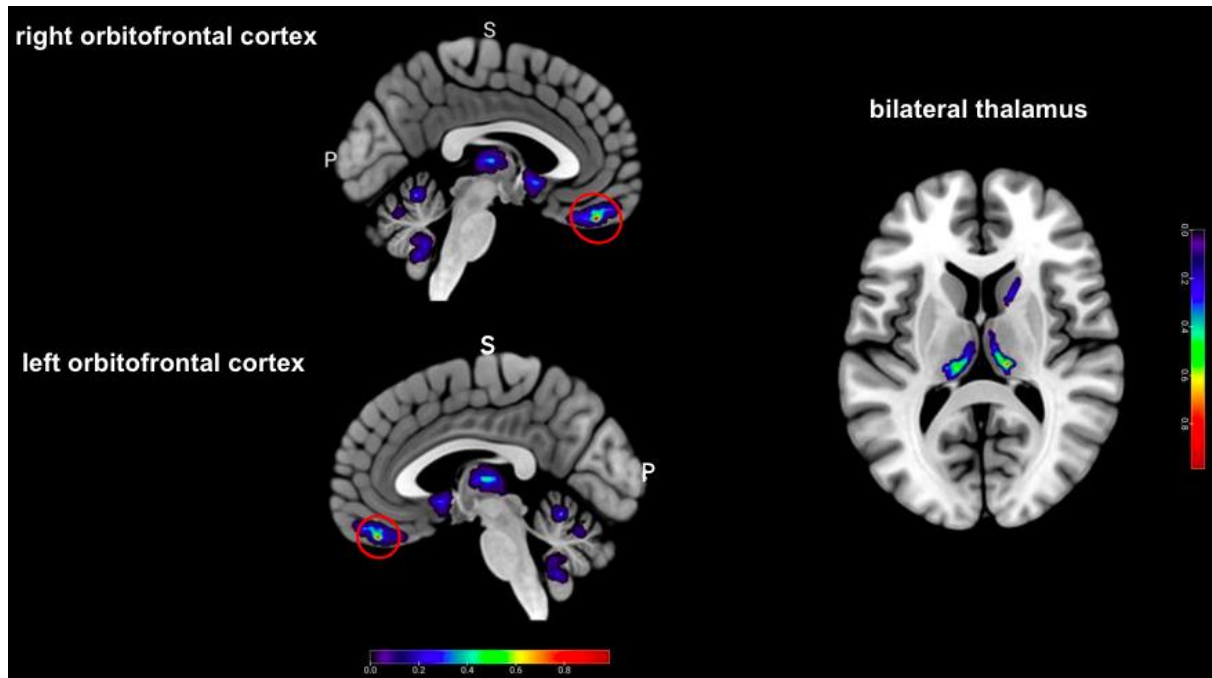 right orbitofrontal cortex
S
P
bilateral thalamus
0.0
0.2
0.4
0.6
0.8
left orbitofrontal cortex
S
P
0.0 0.2 0.4 0.6 0.8